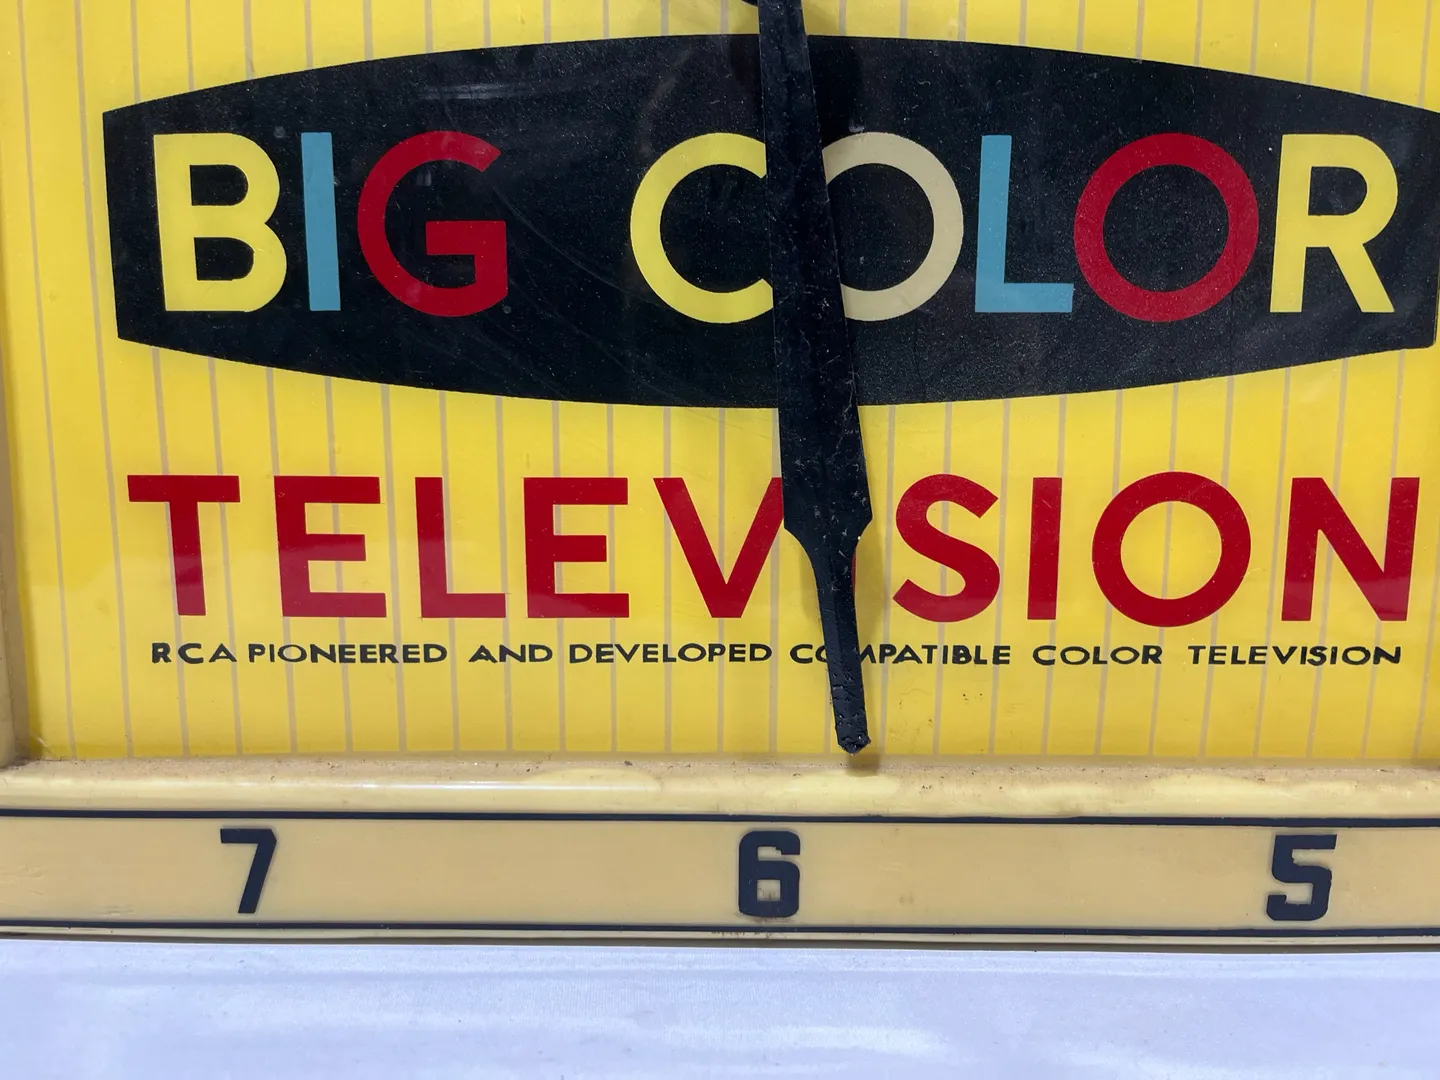 BIG COLOR
TELEVISION
RCA PIONEERED AND DEVELOPED COMPATIBLE COLOR TELEVISION
7 6 5